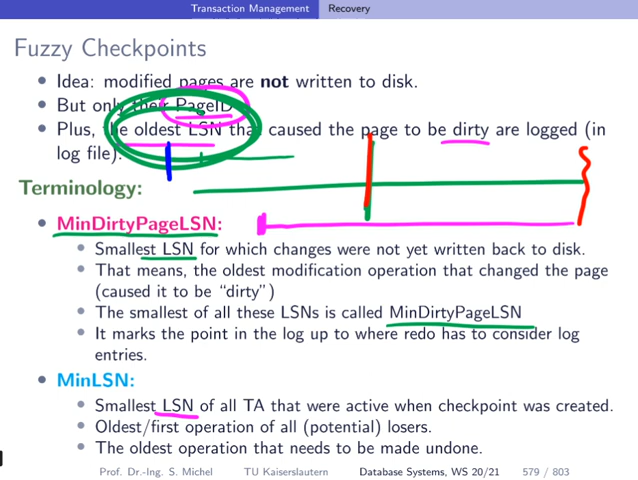 Transaction Management Recovery
Fuzzy Checkpoints
• Idea: modified pages are not written to disk.
• But only their PageID
• Plus, the oldest LSN that caused the page to be dirty are logged (in
log file).
Terminology:
• MinDirtyPageLSN:
• Smallest LSN for which changes were not yet written back to disk.
• That means, the oldest modification operation that changed the page
(caused it to be “dirty”)
• The smallest of all these LSNs is called MinDirtyPageLSN
• It marks the point in the log up to where redo has to consider log
entries.
• MinLSN:
• Smallest LSN of all TA that were active when checkpoint was created.
• Oldest/first operation of all (potential) losers.
• The oldest operation that needs to be made undone.
Prof. Dr.-Ing. S. Michel TU Kaiserslautern Database Systems, WS 20/21 579 / 803